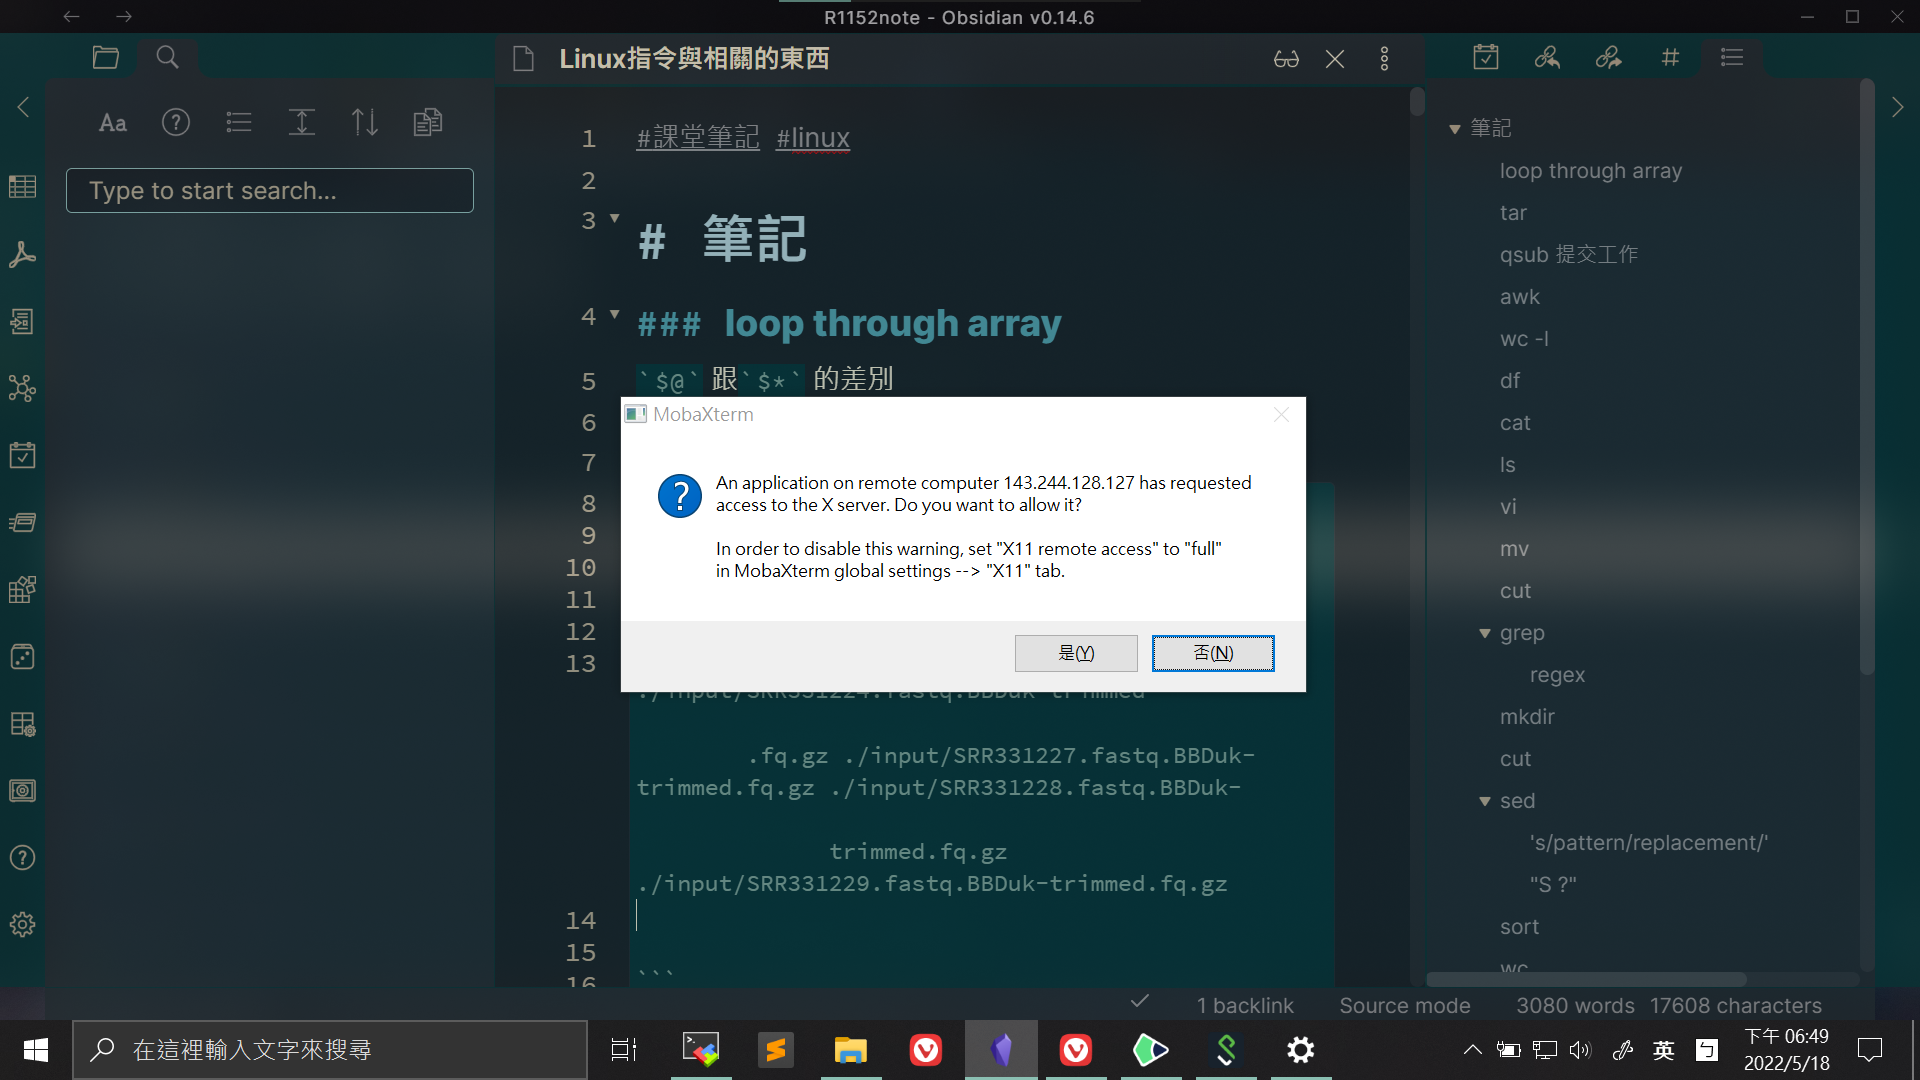 R1152note - Obsidian v0.14.6
Linux指令與相關的東西
Aa
Type to start search...
1 #課堂筆記 #linux
2
3 # 筆記
4 ### loop through array
5 `$@` 跟`$*` 的差別
6
7
8
9
10
11
12
13
MobaXterm
An application on remote computer 143.244.128.127 has requested
access to the X server. Do you want to allow it?
In order to disable this warning, set "X11 remote access" to "full"
in MobaXterm global settings --> "X11" tab.
是(Y)
否(N)
./input/SRR331224.fastq.BBDuk-trimmed
.fq.gz ./input/SRR331227.fastq.BBDuk-
trimmed.fq.gz ./input/SRR331228.fastq.BBDuk-
trimmed.fq.gz
./input/SRR331229.fastq.BBDuk-trimmed.fq.gz
14
15
```
16
筆記
loop through array
tar
qsub 提交工作
awk
wc -l
df
cat
ls
vi
mv
cut
grep
regex
mkdir
cut
sed
's/pattern/replacement/'
"S ?"
sort
wc
1 backlink
Source mode
3080 words
17608 characters
在這裡輸入文字來搜尋
英
ㄅ
下午 06:49
2022/5/18